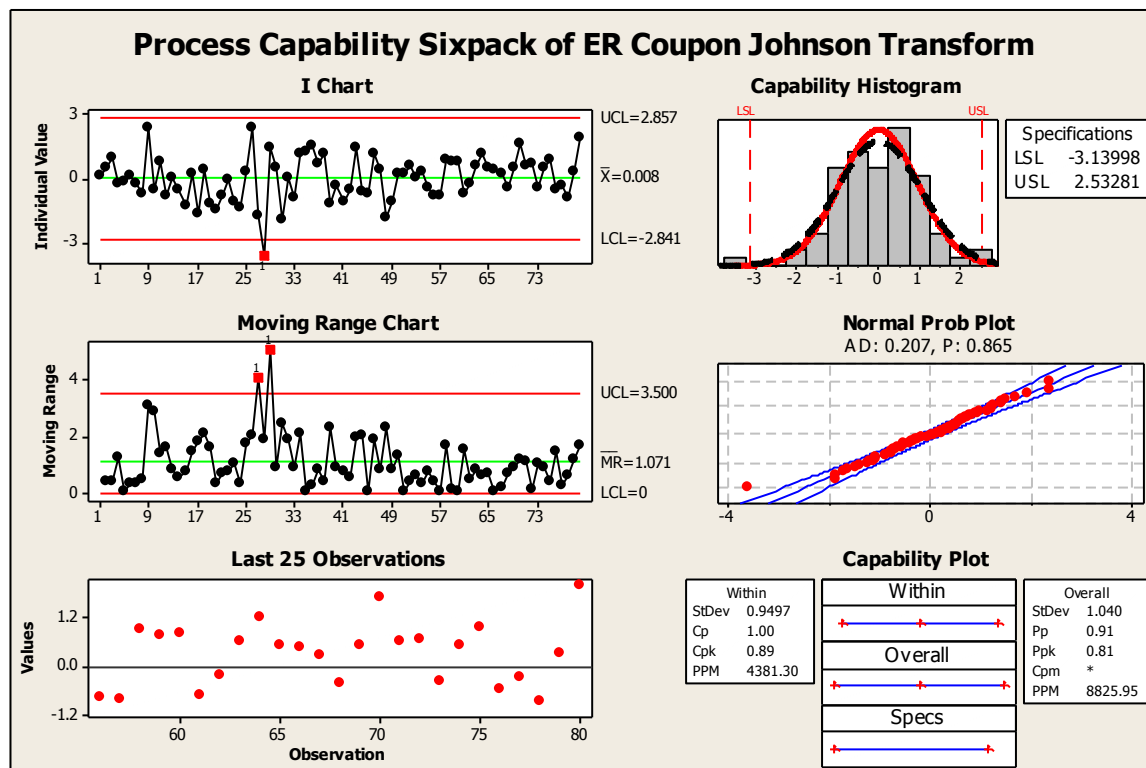 Process Capability Sixpack of ER Coupon Johnson Transform
I Chart
Individual Value
3
0
-3
1 9 17 25 33 41 49 57 65 73
1
UCL=2.857
X=0.008
LCL=-2.841
Capability Histogram
LSL USL
-3 -2 -1 0 1 2
Specifications
LSL -3.13998
USL 2.53281
Moving Range Chart
Moving Range
4
2
0
1 9 17 25 33 41 49 57 65 73
1
1
UCL=3.500
MR=1.071
LCL=0
Normal Prob Plot
AD: 0.207, P: 0.865
-4 0 4
Last 25 Observations
Values
1.2
0.0
-1.2
60 65 70 75 80
Observation
Capability Plot
Within
StDev 0.9497
Cp 1.00
Cpk 0.89
PPM 4381.30
Within
Overall
Specs
Overall
StDev 1.040
Pp 0.91
Ppk 0.81
Cpm *
PPM 8825.95